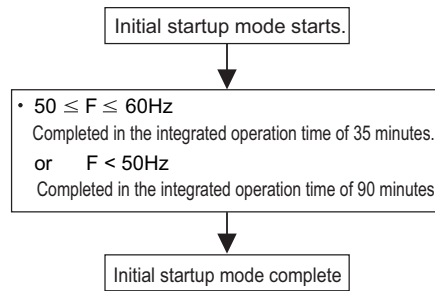 Initial startup mode starts.
• 50 ≤ F ≤ 60Hz
Completed in the integrated operation time of 35 minutes.
or F < 50Hz
Completed in the integrated operation time of 90 minutes
Initial startup mode complete